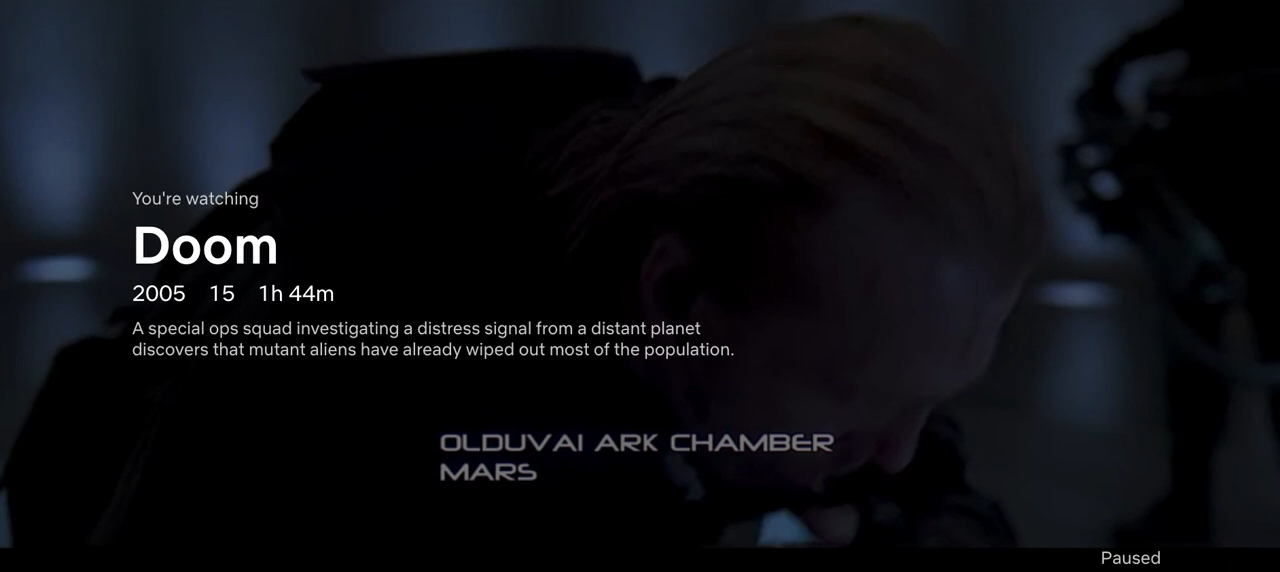 You're watching
Doom
2005 15 1h 44m
A special ops squad investigating a distress signal from a distant planet
discovers that mutant aliens have already wiped out most of the population.
OLDUVAI ARK CHAMBER
MARS
Paused